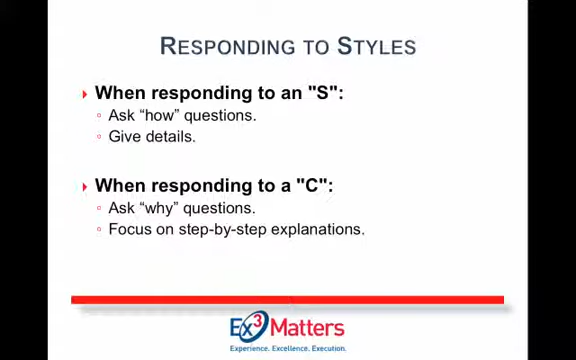 RESPONDING TO STYLES
When responding to an "S":
Ask “how” questions.
Give details.
When responding to a "C":
Ask “why” questions.
Focus on step-by-step explanations.
Ex3Matters
Experience. Excellence. Execution.